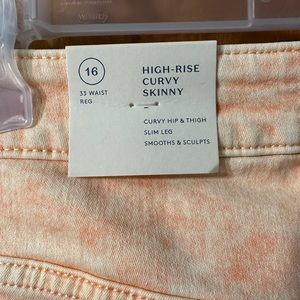 16
33 WAIST
REG
HIGH-RISE
CURVY
SKINNY
CURVY HIP & THIGH
SLIM LEG
SMOOTHS & SCULPTS